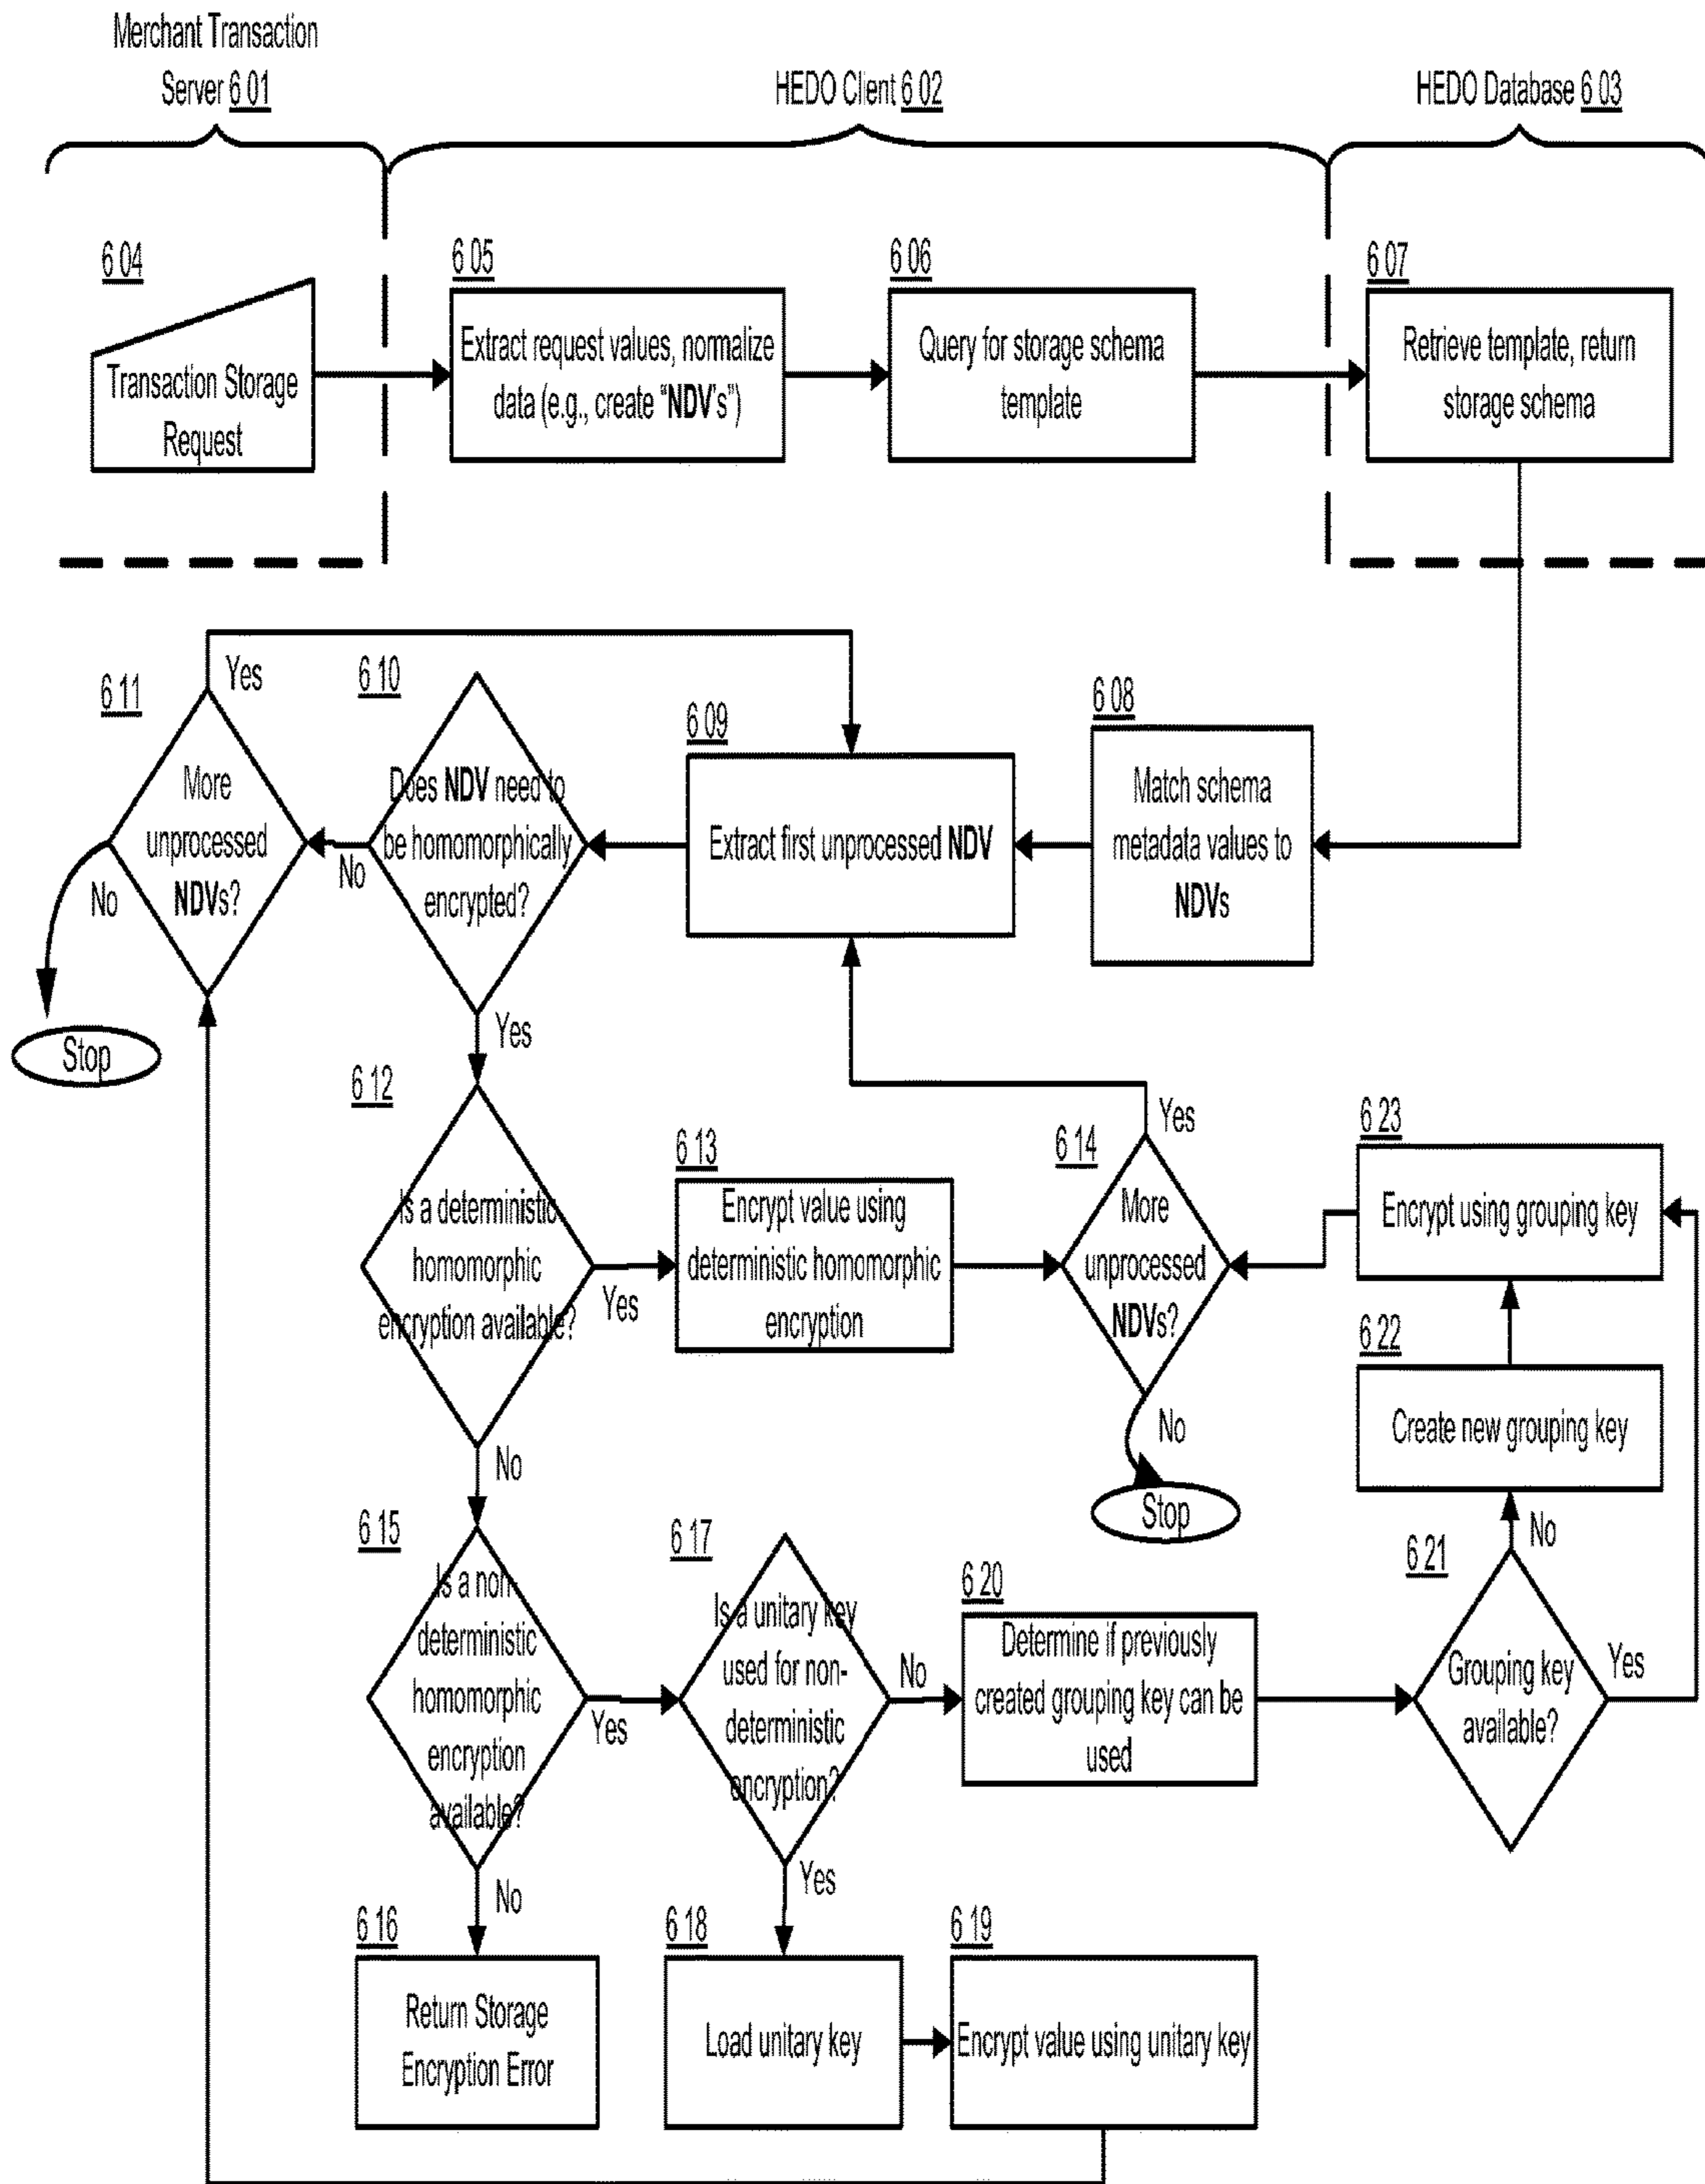 Merchant Transaction
Server 6 01
HEDO Client 6 02
HEDO Database 6 03
6 04
Transaction Storage
Request
6 05
Extract request values, normalize
data (e.g., create “NDV’s”)
6 06
Query for storage schema
template
6 07
Retrieve template, return
storage schema
6 11
Yes
More
unprocessed
NDVs?
No
Stop
6 10
Does NDV need to
be homomorphically
encrypted?
No
Yes
6 09
Extract first unprocessed NDV
6 08
Match schema
metadata values to
NDVs
6 12
Is a deterministic
homomorphic
encryption available?
Yes
No
6 13
Encrypt value using
deterministic homomorphic
encryption
6 14
Yes
More
unprocessed
NDVs?
No
Stop
6 23
Encrypt using grouping key
6 22
Create new grouping key
No
6 21
Grouping key
available?
Yes
6 15
Is a non-
deterministic
homomorphic
encryption
available?
Yes
No
6 17
Is a unitary key
used for non-
deterministic
encryption?
No
Yes
6 20
Determine if previously
created grouping key can be
used
6 16
Return Storage
Encryption Error
6 18
Load unitary key
6 19
Encrypt value using unitary key